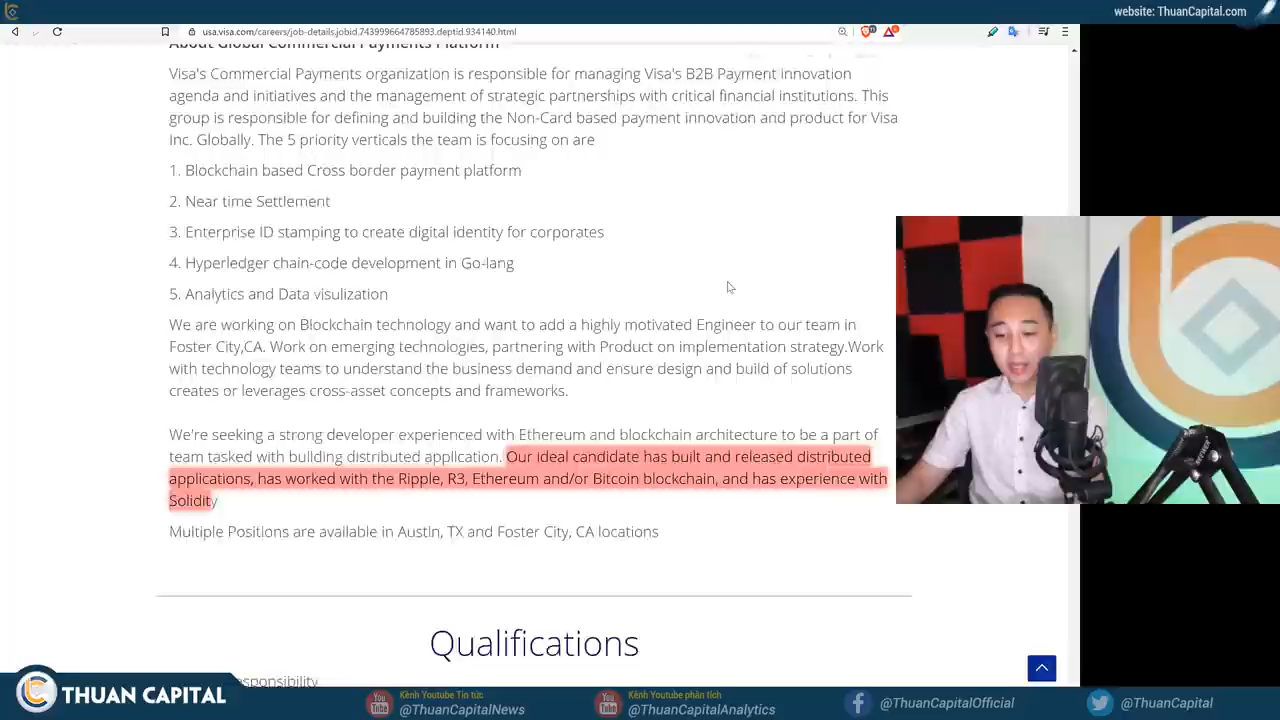 website: ThuanCapital.com
usa.visa.com/careers/job-details.jobid.743999664785893.deptid.934140.html
About Global Commercial Payments Platform
Visa's Commercial Payments organization is responsible for managing Visa's B2B Payment innovation
agenda and initiatives and the management of strategic partnerships with critical financial institutions. This
group is responsible for defining and building the Non-Card based payment innovation and product for Visa
Inc. Globally. The 5 priority verticals the team is focusing on are
1. Blockchain based Cross border payment platform
2. Near time Settlement
3. Enterprise ID stamping to create digital identity for corporates
4. Hyperledger chain-code development in Go-lang
5. Analytics and Data visulization
We are working on Blockchain technology and want to add a highly motivated Engineer to our team in
Foster City,CA. Work on emerging technologies, partnering with Product on implementation strategy.Work
with technology teams to understand the business demand and ensure design and build of solutions
creates or leverages cross-asset concepts and frameworks.
We're seeking a strong developer experienced with Ethereum and blockchain architecture to be a part of
team tasked with building distributed application. Our ideal candidate has built and released distributed
applications, has worked with the Ripple, R3, Ethereum and/or Bitcoin blockchain, and has experience with
Solidity
Multiple Positions are available in AustIn, TX and Foster City, CA locations
Qualifications
THUAN CAPITAL
Kênh Youtube Tin tức
@ThuanCapitalNews
Kênh Youtube phân tích
@ThuanCapitalAnalytics
@ThuanCapitalOfficial
@ThuanCapital